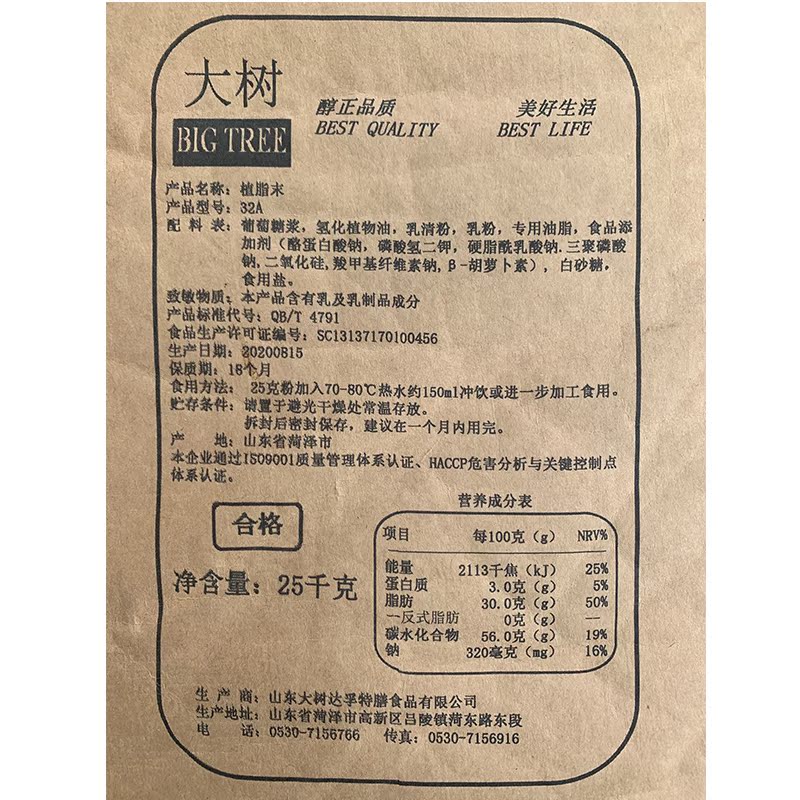 大树
BIG TREE
醇正品质 美好生活
BEST QUALITY BEST LIFE
产品名称：植脂末
产品型号：32A
配 料 表：葡萄糖浆，氢化植物油，乳清粉，乳粉，专用油脂，食品添
加剂（酪蛋白酸钠，磷酸氢二钾，硬脂酰乳酸钠.三聚磷酸
钠,二氧化硅,羧甲基纤维素钠,β-胡萝卜素），白砂糖，
食用盐。
致敏物质：本产品含有乳及乳制品成分
产品标准代号：QB/T 4791
食品生产许可证编号：SC13137170100456
生产日期：20200815
保质期：18个月
食用方法： 25克粉加入70-80℃热水约150ml冲饮或进一步加工食用。
贮存条件：请置于避光干燥处常温存放。
拆封后密封保存，建议在一个月内用完。
产 地：山东省菏泽市
本企业通过ISO9001质量管理体系认证、HACCP危害分析与关键控制点
体系认证。
合格
净含量：25千克
营养成分表
项目 每100克（g） NRV%
能量 2113千焦（kJ） 25%
蛋白质 3.0克（g） 5%
脂肪 30.0克（g） 50%
—反式脂肪 0克（g） —
碳水化合物 56.0克（g） 19%
钠 320毫克（mg） 16%
生 产 商：山东大树达孚特膳食品有限公司
生产地址：山东省菏泽市高新区吕陵镇菏东路东段
电 话：0530-7156766 传真：0530-7156916